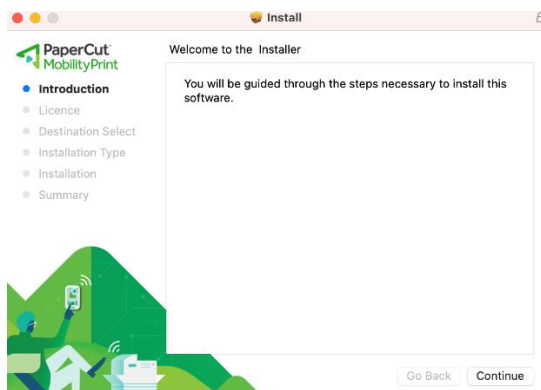 Install
PaperCut
MobilityPrint
Welcome to the Installer
Introduction
Licence
Destination Select
Installation Type
Installation
Summary
You will be guided through the steps necessary to install this
software.
Go Back
Continue